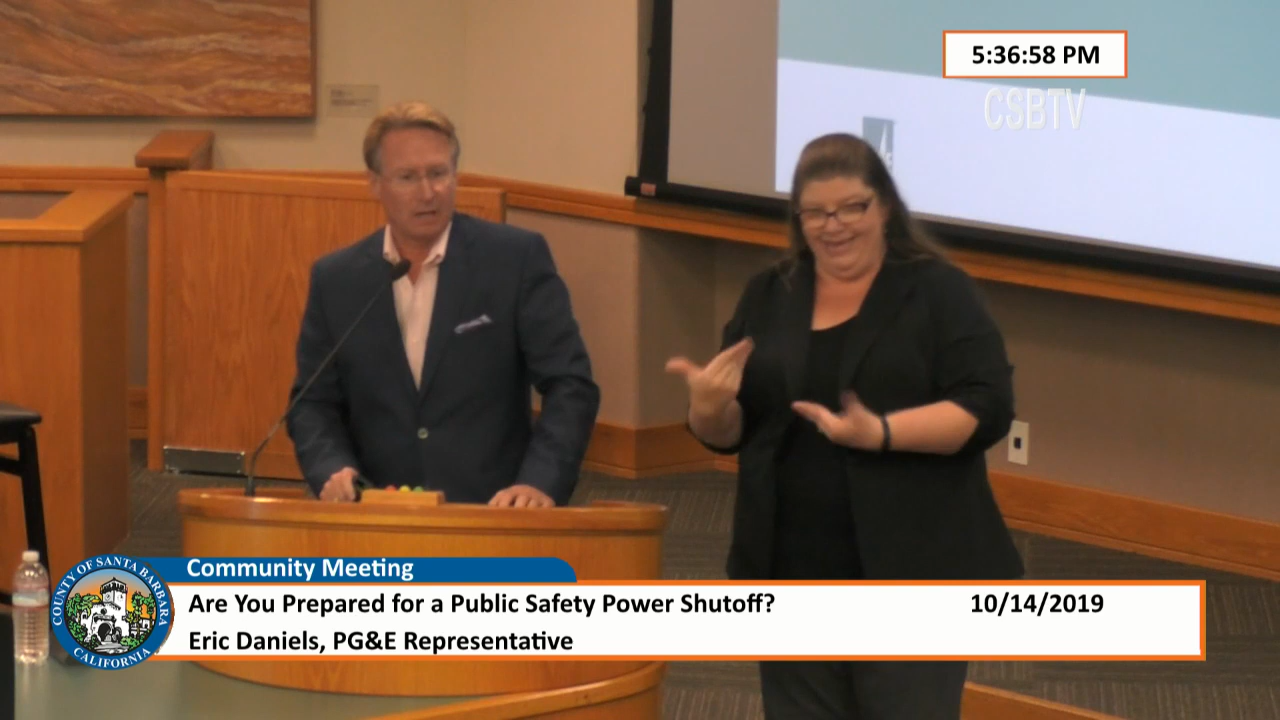 5:36:58 PM
CSBTV
COUNTY OF SANTA BARBARA
CALIFORNIA
Community Meeting
Are You Prepared for a Public Safety Power Shutoff?
10/14/2019
Eric Daniels, PG&E Representative